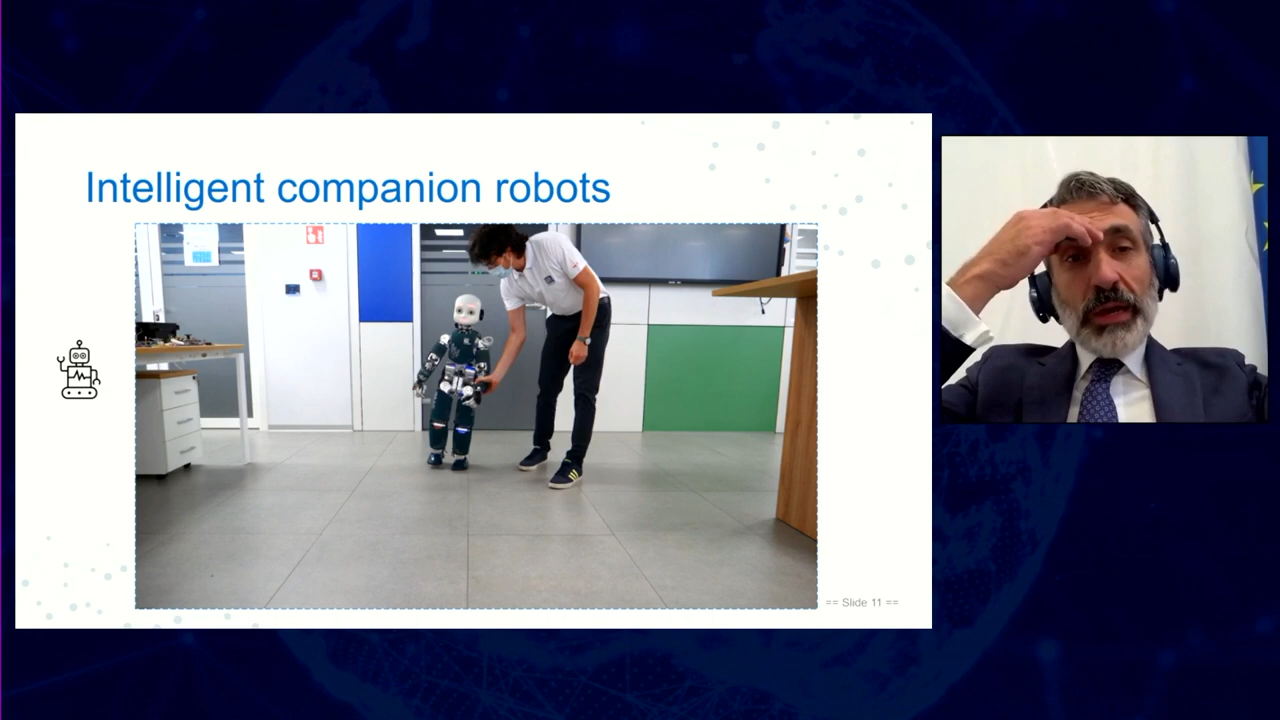 Intelligent companion robots
== Slide 11 ==